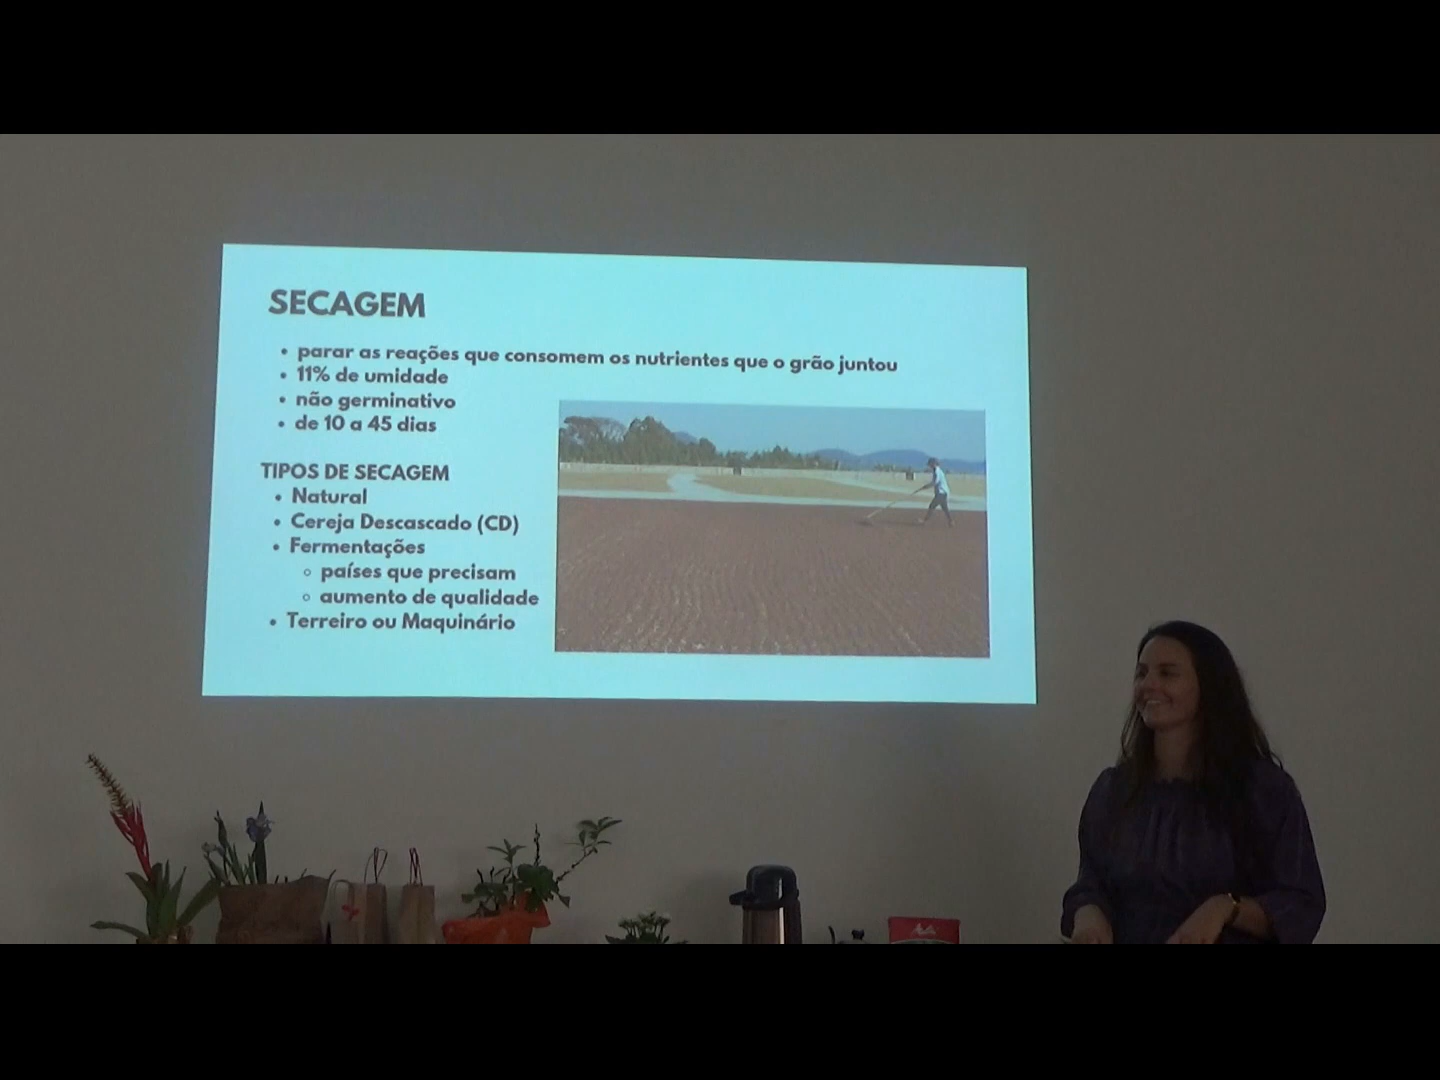 SECAGEM
• parar as reações que consomem os nutrientes que o grão juntou
• 11% de umidade
• não germinativo
• de 10 a 45 dias
TIPOS DE SECAGEM
• Natural
• Cereja Descascado (CD)
• Fermentações
◦ países que precisam
◦ aumento de qualidade
• Terreiro ou Maquinário